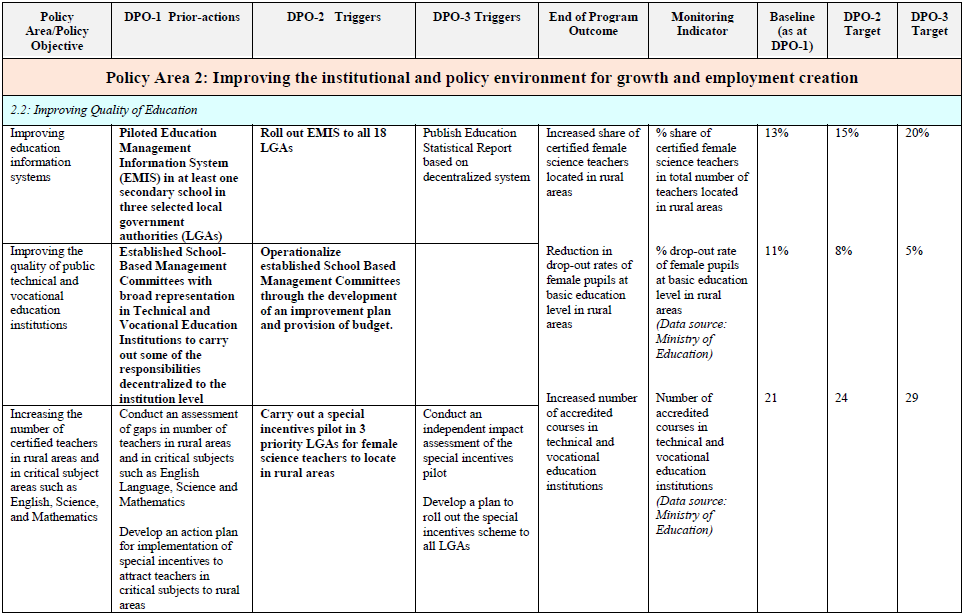 Policy
Area/Policy
Objective
DPO-1  Prior-actions
DPO-2   Triggers
DPO-3 Triggers
End of Program
Outcome
Monitoring
Indicator
Baseline
(as at
DPO-1)
DPO-2
Target
DPO-3
Target
Policy Area 2: Improving the institutional and policy environment for growth and employment creation
2.2: Improving Quality of Education
Improving
education
information
systems
Piloted Education
Management
Information System
(EMIS) in at least one
secondary school in
three selected local
government
authorities (LGAs)
Roll out EMIS to all 18
LGAs
Publish Education
Statistical Report
based on
decentralized system
Increased share of
certified female
science teachers
located in rural
areas
% share of
certified female
science teachers
in total number of
teachers located
in rural areas
13%
15%
20%
Improving the
quality of public
technical and
vocational
education
institutions
Established School-
Based Management
Committees with
broad representation
in Technical and
Vocational Education
Institutions to carry
out some of the
responsibilities
decentralized to the
institution level
Operationalize
established School Based
Management Committees
through the development
of an improvement plan
and provision of budget.
Reduction in
drop-out rates of
female pupils at
basic education
level in rural
areas
% drop-out rate
of female pupils
at basic education
level in rural
areas
(Data source:
Ministry of
Education)
11%
8%
5%
Increasing the
number of
certified teachers
in rural areas and
in critical subject
areas such as
English, Science,
and Mathematics
Conduct an assessment
of gaps in number of
teachers in rural areas
and in critical subjects
such as English
Language, Science and
Mathematics
Develop an action plan
for implementation of
special incentives to
attract teachers in
critical subjects to rural
areas
Carry out a special
incentives pilot in 3
priority LGAs for female
science teachers to locate
in rural areas
Conduct an
independent impact
assessment of the
special incentives
pilot
Develop a plan to
roll out the special
incentives scheme to
all LGAs
Increased number
of accredited
courses in
technical and
vocational
education
institutions
Number of
accredited
courses in
technical and
vocational
education
institutions
(Data source:
Ministry of
Education)
21
24
29